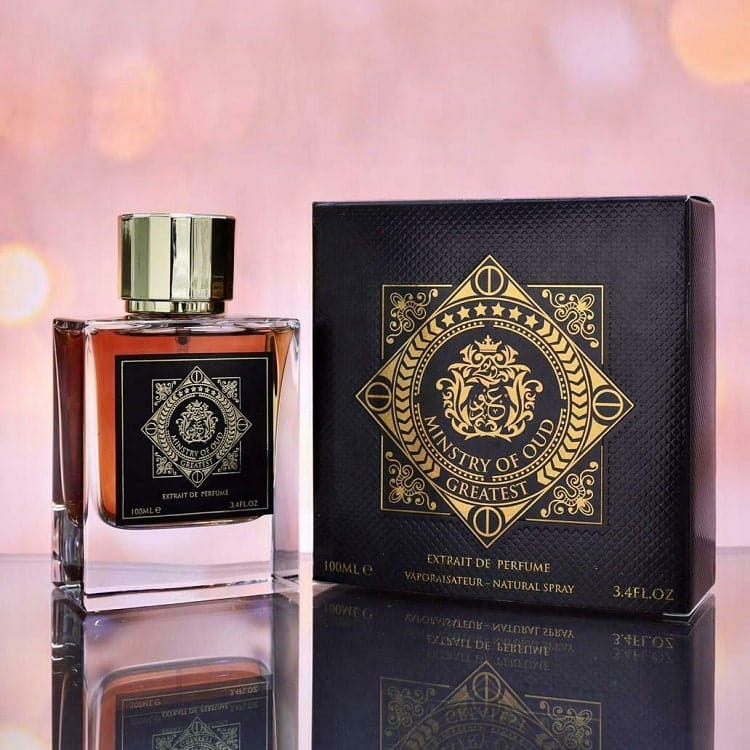 MINISTRY OF OUD
GREATEST
EXTRAIT DE PERFUME
100ML e
3.4FL.OZ
MINSTRY OF OUD
GREATEST
EXTRAIT DE PERFUME
VAPORAISATEUR - NATURAL SPRAY
100ML e
3.4FL.OZ